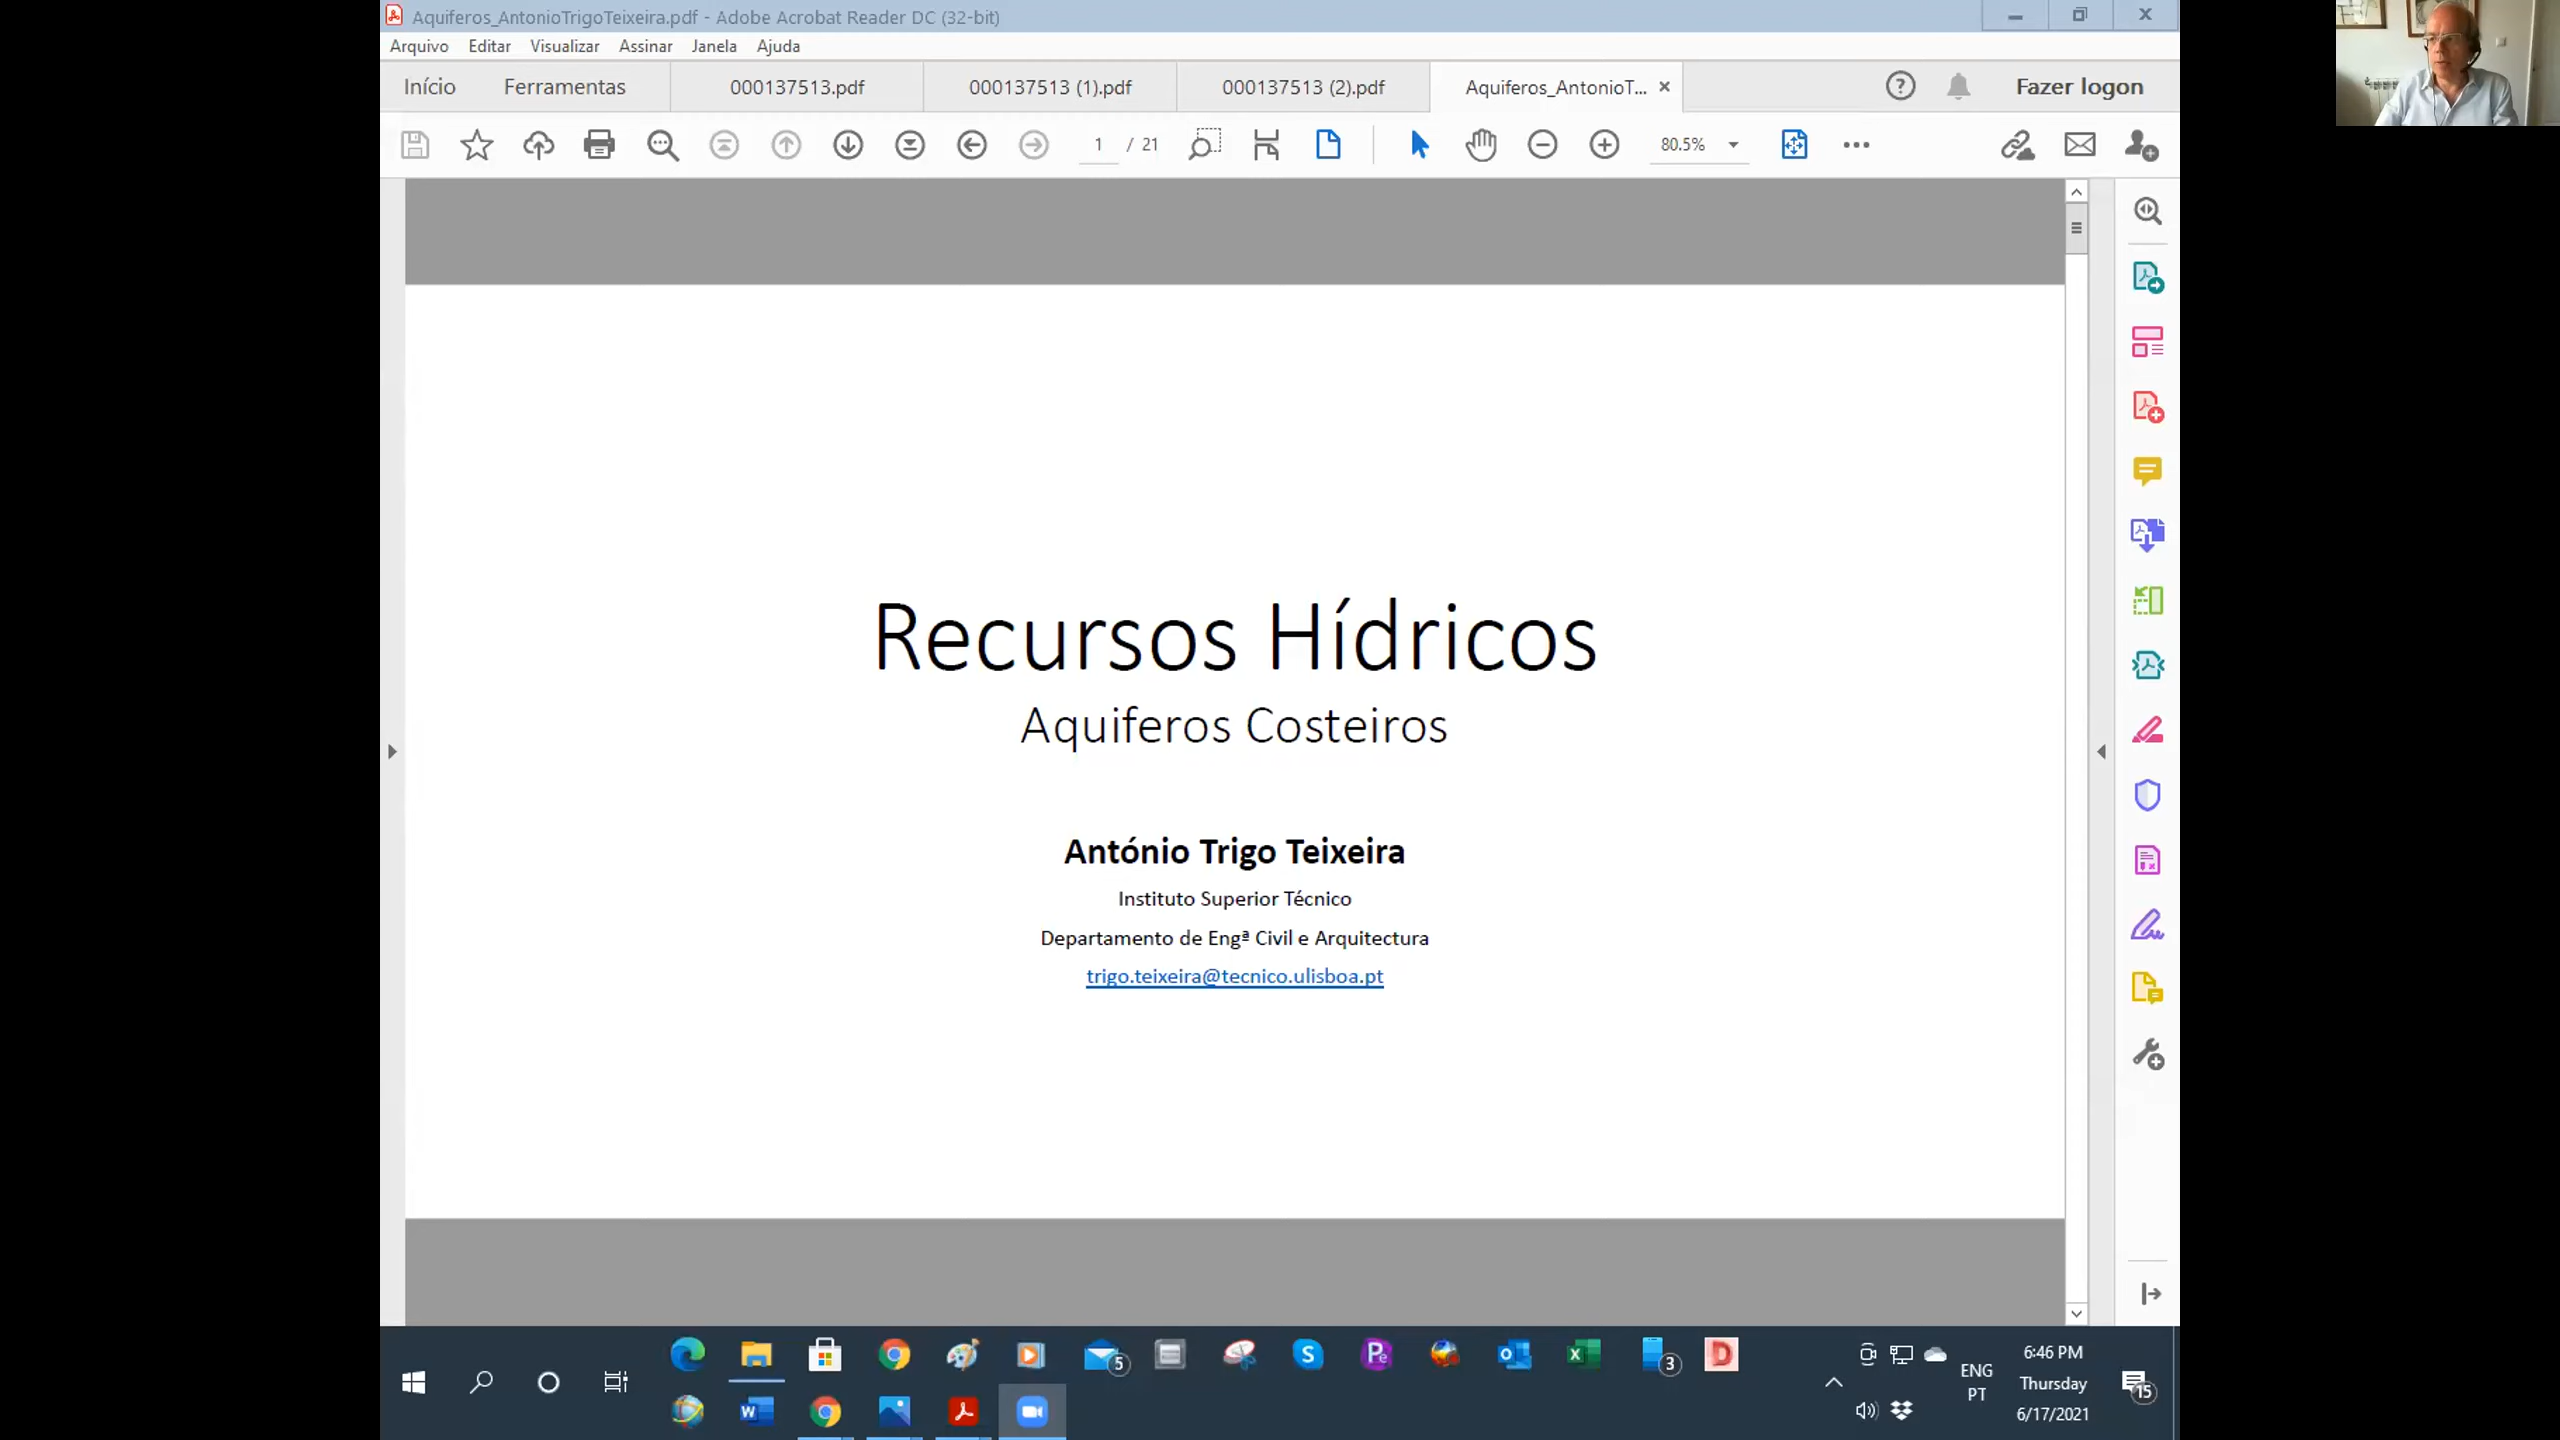 Aquiferos_AntonioTrigoTeixeira.pdf - Adobe Acrobat Reader DC (32-bit)
Arquivo Editar Visualizar Assinar Janela Ajuda
Início Ferramentas 000137513.pdf 000137513 (1).pdf 000137513 (2).pdf Aquiferos_AntonioT... Fazer logon
1 / 21 80.5%
Recursos Hídricos
Aquiferos Costeiros
António Trigo Teixeira
Instituto Superior Técnico
Departamento de Engª Civil e Arquitectura
trigo.teixeira@tecnico.ulisboa.pt
5
3
ENG
PT
6:46 PM
Thursday
6/17/2021
15